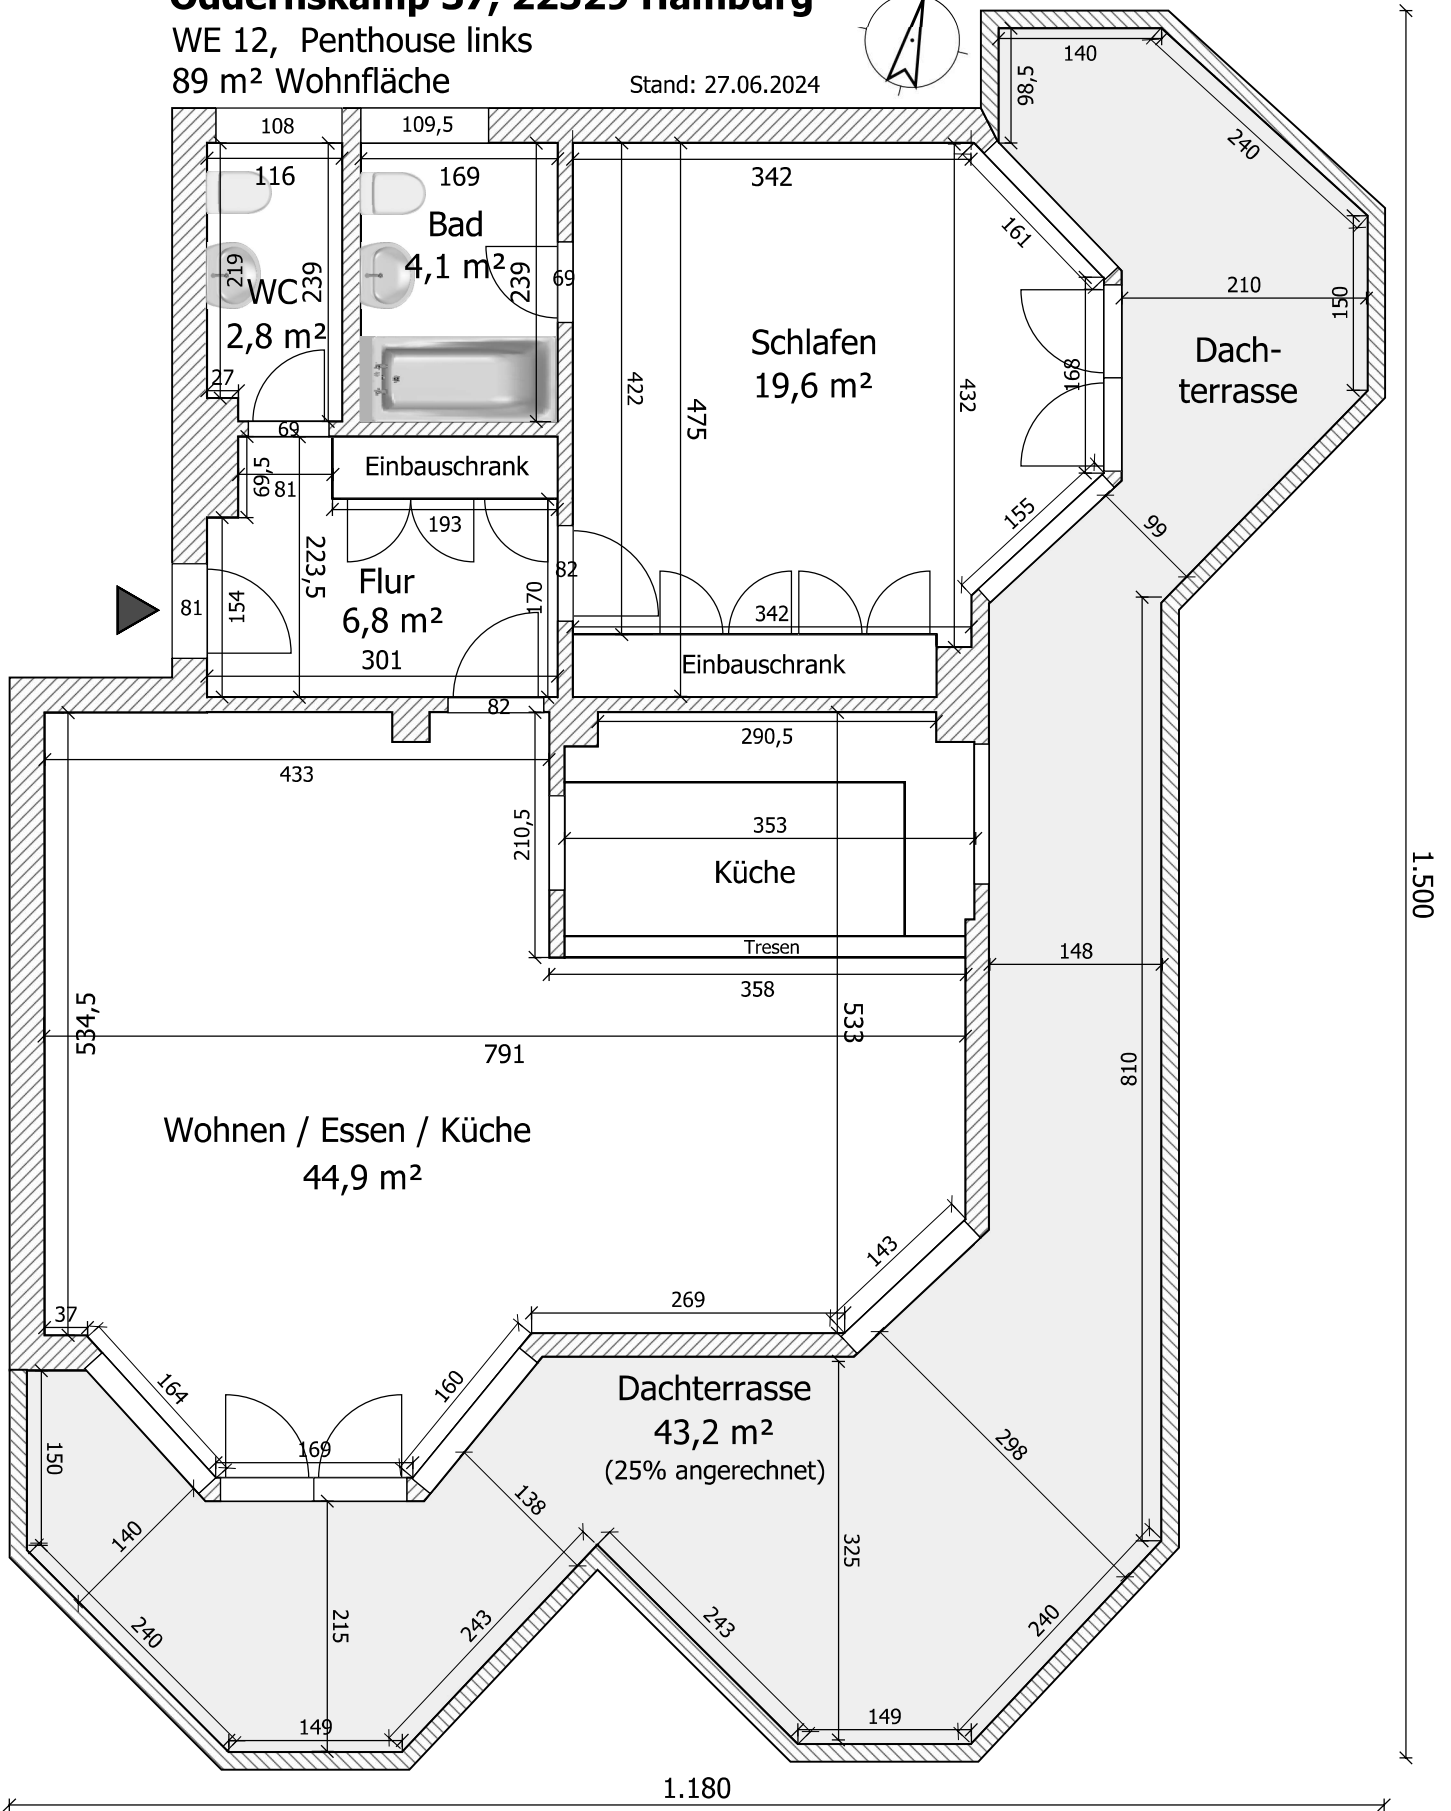 Oddernskamp 37, 22529 Hamburg
WE 12, Penthouse links
89 m² Wohnfläche
Stand: 27.06.2024
140
98,5
240
108
109,5
116
169
342
161
Bad
4,1 m²
219
WC
239
2,8 m²
239
69
210
150
Schlafen
19,6 m²
Dach-
terrasse
27
422
475
432
168
69
Einbauschrank
69,5
81
193
155
99
223,5
82
Flur
6,8 m²
81
154
170
342
301
Einbauschrank
82
290,5
433
210,5
353
Küche
1.500
Tresen
148
358
534,5
533
791
810
Wohnen / Essen / Küche
44,9 m²
143
269
37
164
160
Dachterrasse
43,2 m²
(25% angerechnet)
169
150
298
138
140
325
240
215
243
243
240
149
149
1.180